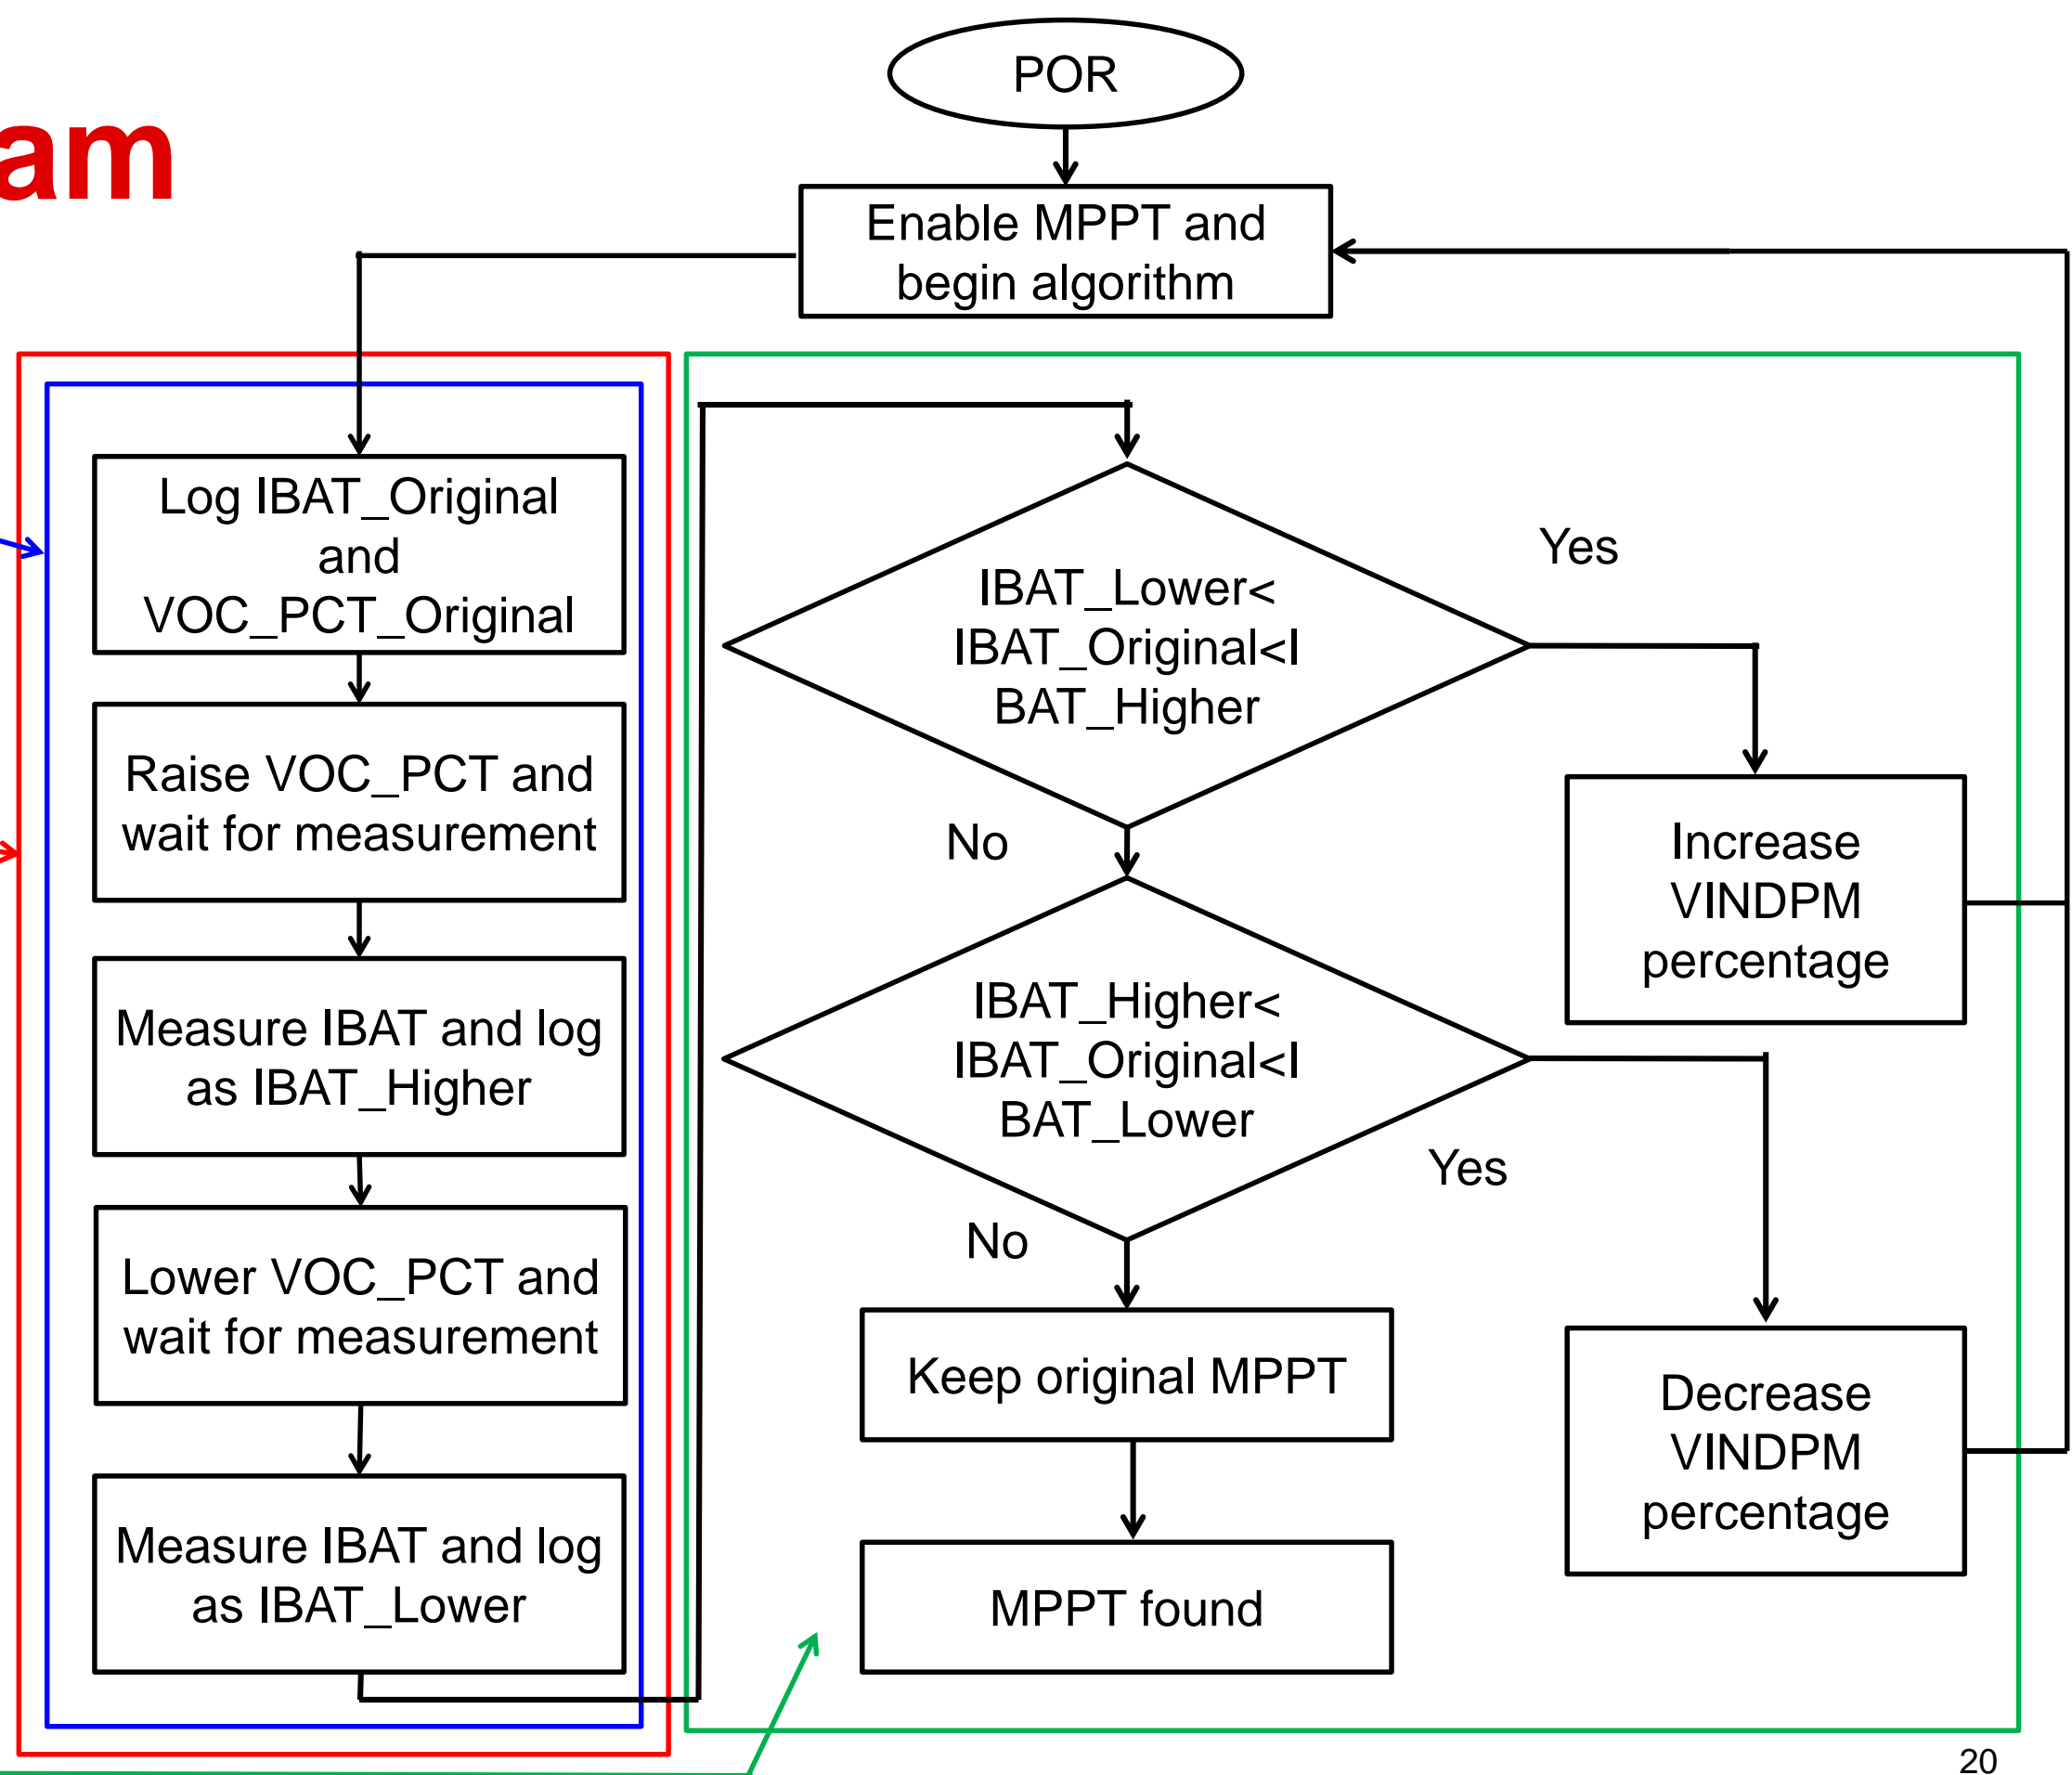 am
POR
Enable MPPT and
begin algorithm
Log IBAT_Original
and
VOC_PCT_Original
Raise VOC_PCT and
wait for measurement
Measure IBAT and log
as IBAT_Higher
Lower VOC_PCT and
wait for measurement
Measure IBAT and log
as IBAT_Lower
IBAT_Lower<
IBAT_Original<I
BAT_Higher
Yes
No
Increase
VINDPM
percentage
IBAT_Higher<
IBAT_Original<I
BAT_Lower
Yes
No
Keep original MPPT
Decrease
VINDPM
percentage
MPPT found
20